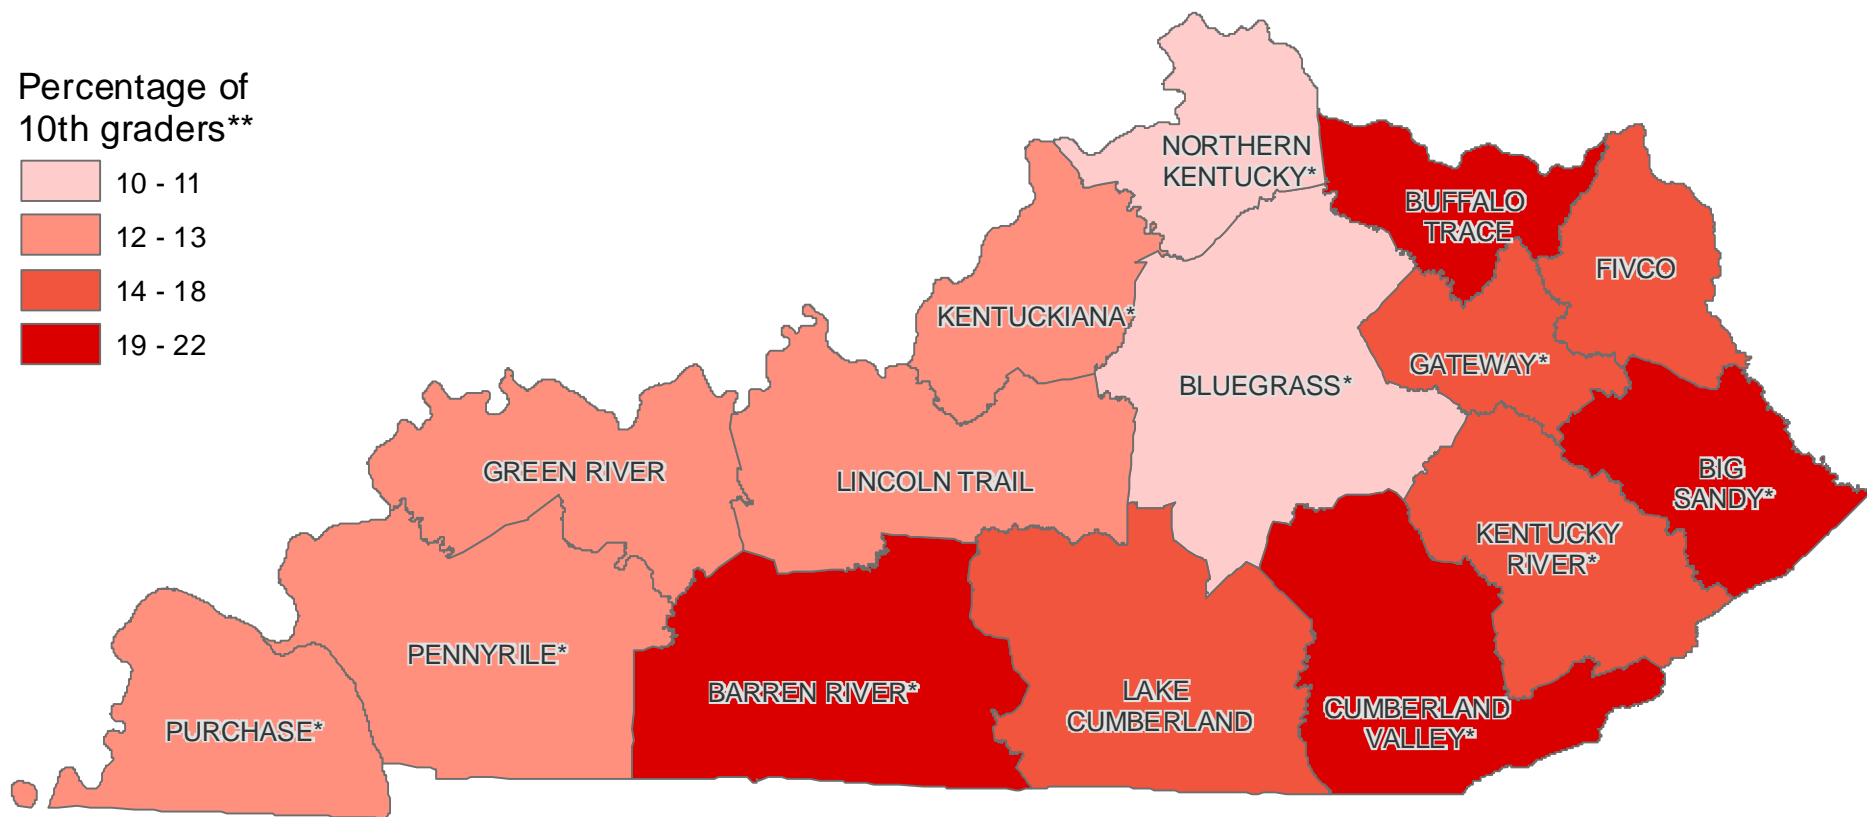 Percentage of
10th graders**
10 - 11
12 - 13
14 - 18
19 - 22
NORTHERN
KENTUCKY*
BUFFALO
TRACE
FIVCO
KENTUCKIANA*
GATEWAY*
BLUEGRASS*
GREEN RIVER
LINCOLN TRAIL
BIG
SANDY*
KENTUCKY
RIVER*
PENNYRILE*
BARREN RIVER*
LAKE
CUMBERLAND
CUMBERLAND
VALLEY*
PURCHASE*